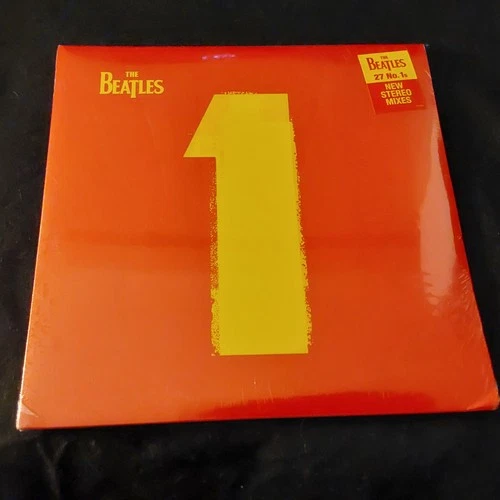 THE
BEATLES
1
THE
BEATLES
27 No.1s
NEW
STEREO
MIXES